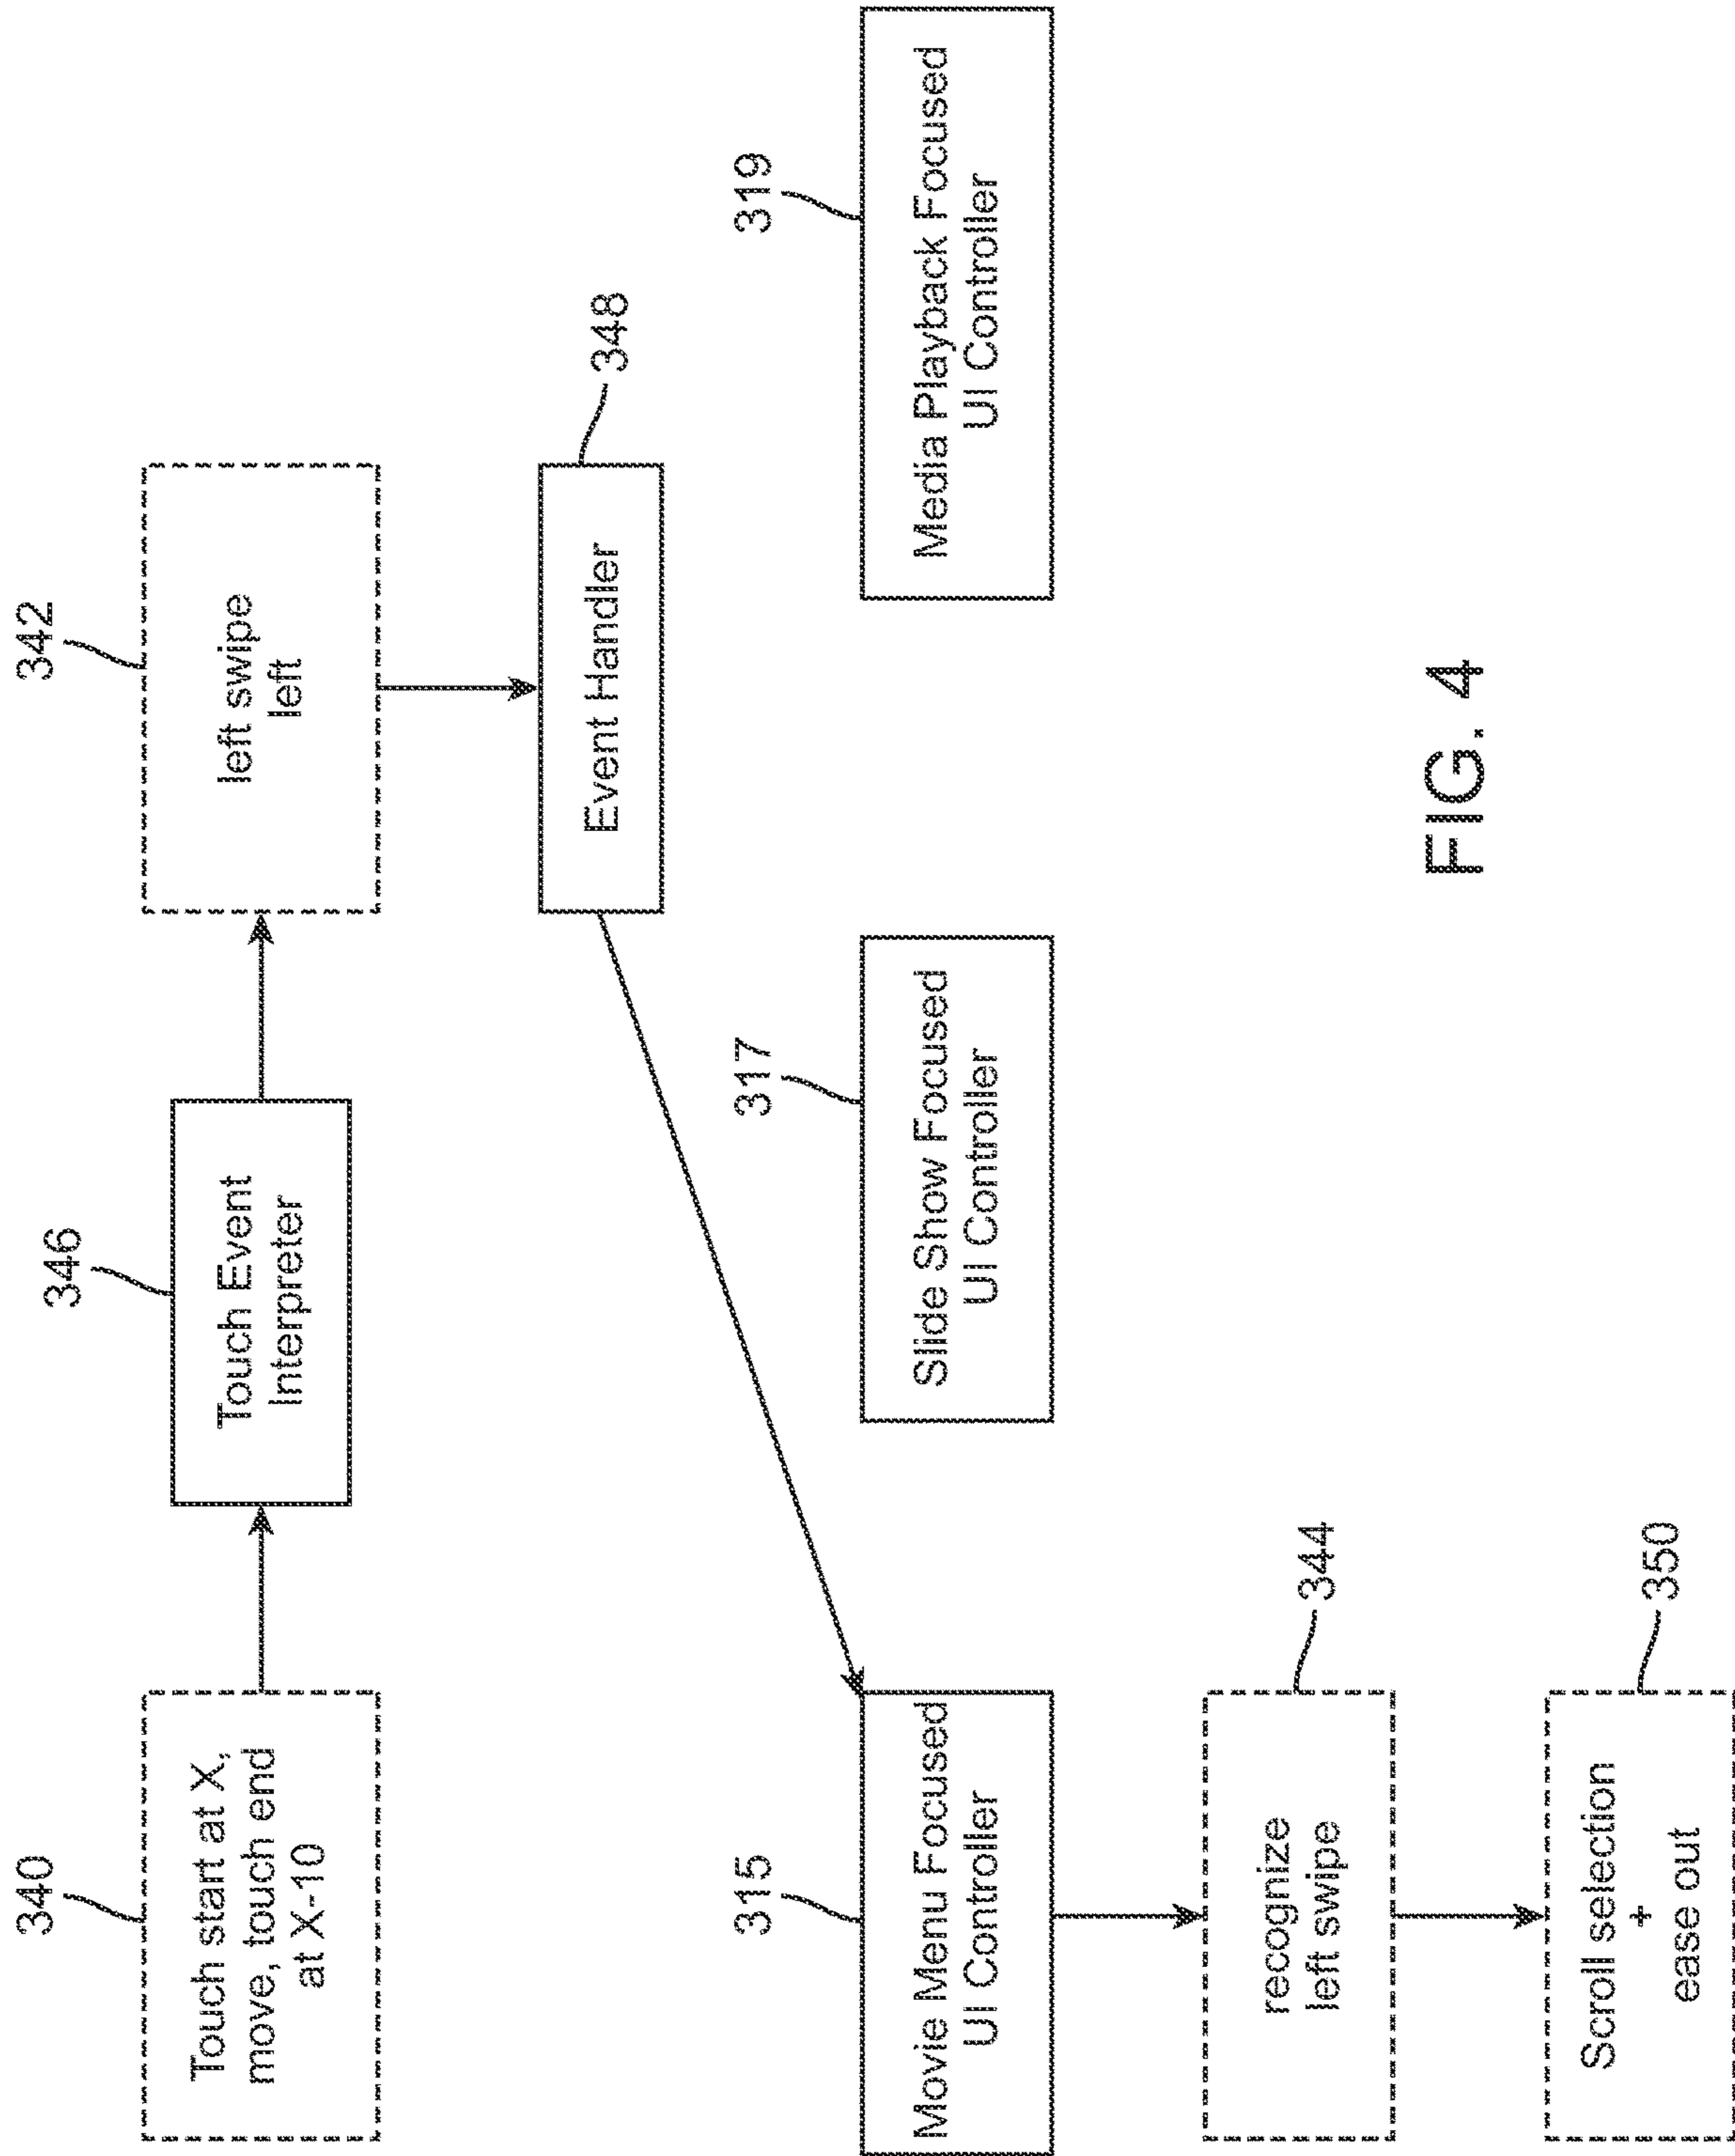 340
Touch start at X,
move, touch end
at X-10
346
Touch Event
Interpreter
342
left swipe
left
348
Event Handler
315
Movie Menu Focused
UI Controller
317
Slide Show Focused
UI Controller
319
Media Playback Focused
UI Controller
344
recognize
left swipe
350
Scroll selection
+
ease out
FIG. 4